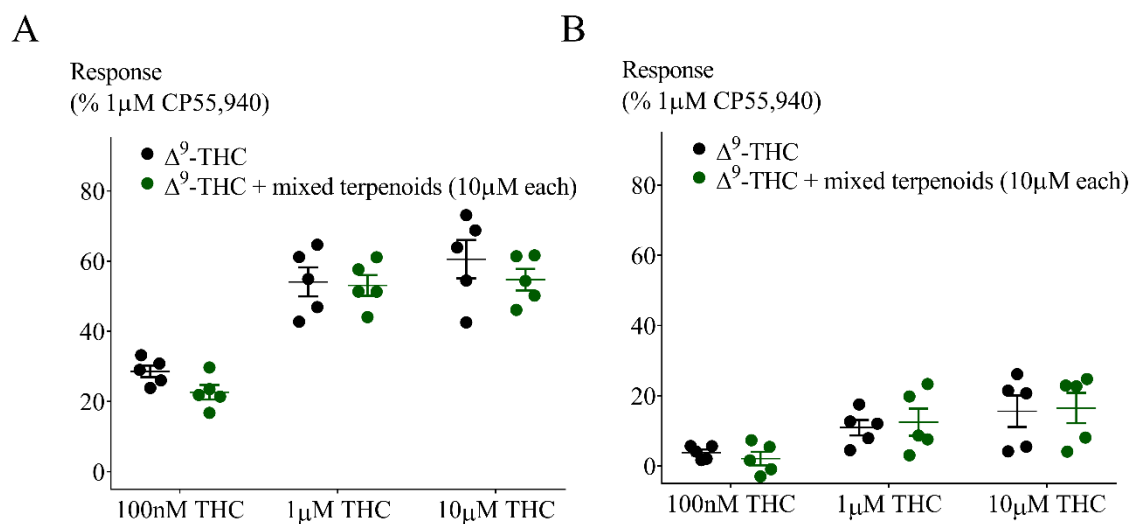 A
Response
(% 1μM CP55,940)
Δ⁹-THC
Δ⁹-THC + mixed terpenoids (10μM each)
80
60
40
20
0
100nM THC 1μM THC 10μM THC
B
Response
(% 1μM CP55,940)
Δ⁹-THC
Δ⁹-THC + mixed terpenoids (10μM each)
80
60
40
20
0
100nM THC 1μM THC 10μM THC